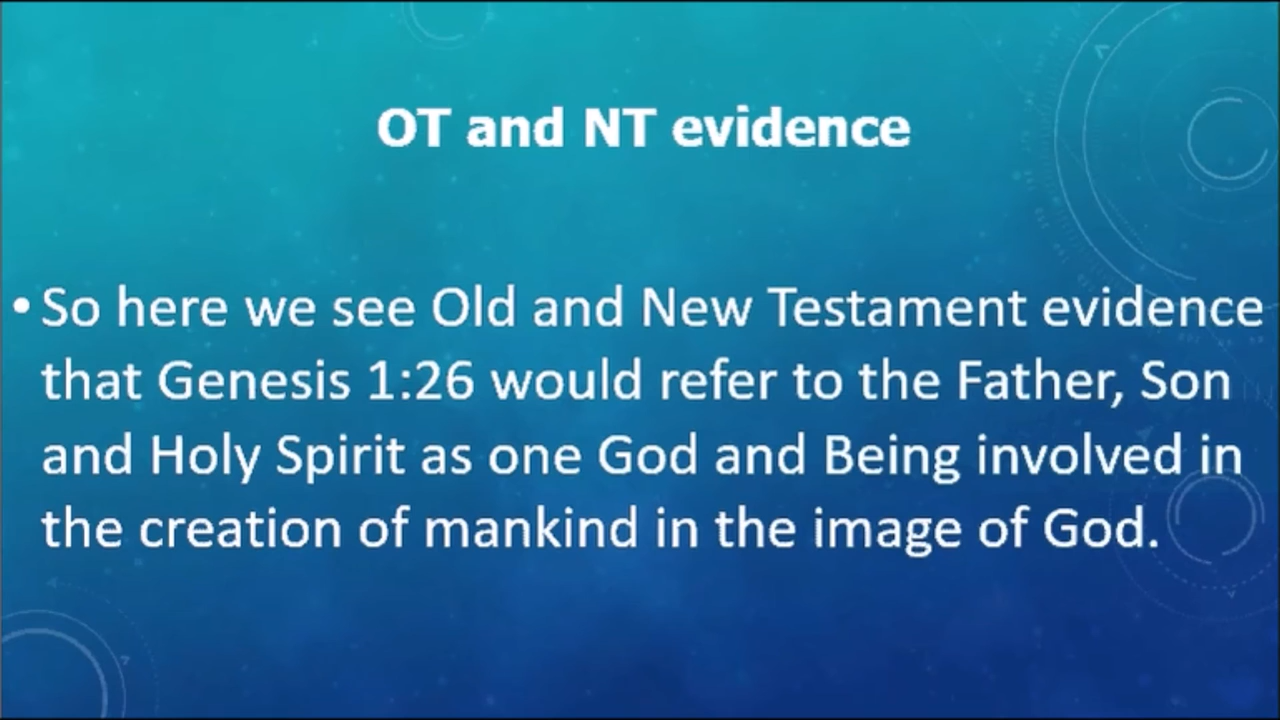 OT and NT evidence
• So here we see Old and New Testament evidence
that Genesis 1:26 would refer to the Father, Son
and Holy Spirit as one God and Being involved in
the creation of mankind in the image of God.